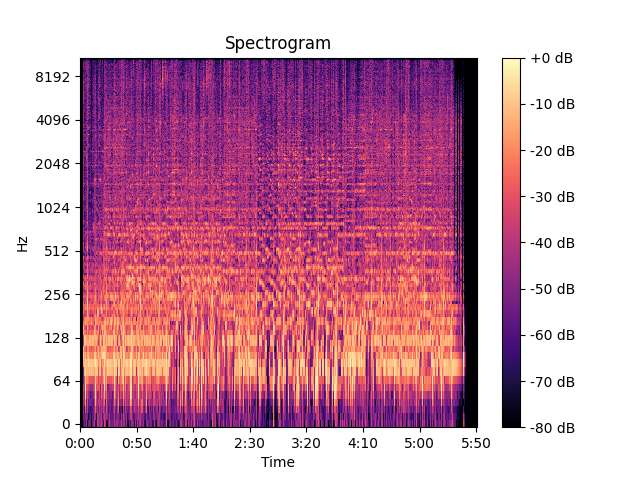 Spectrogram
8192
4096
2048
1024
512
256
128
64
0
Hz
0:00 0:50 1:40 2:30 3:20 4:10 5:00 5:50
Time
+0 dB
-10 dB
-20 dB
-30 dB
-40 dB
-50 dB
-60 dB
-70 dB
-80 dB